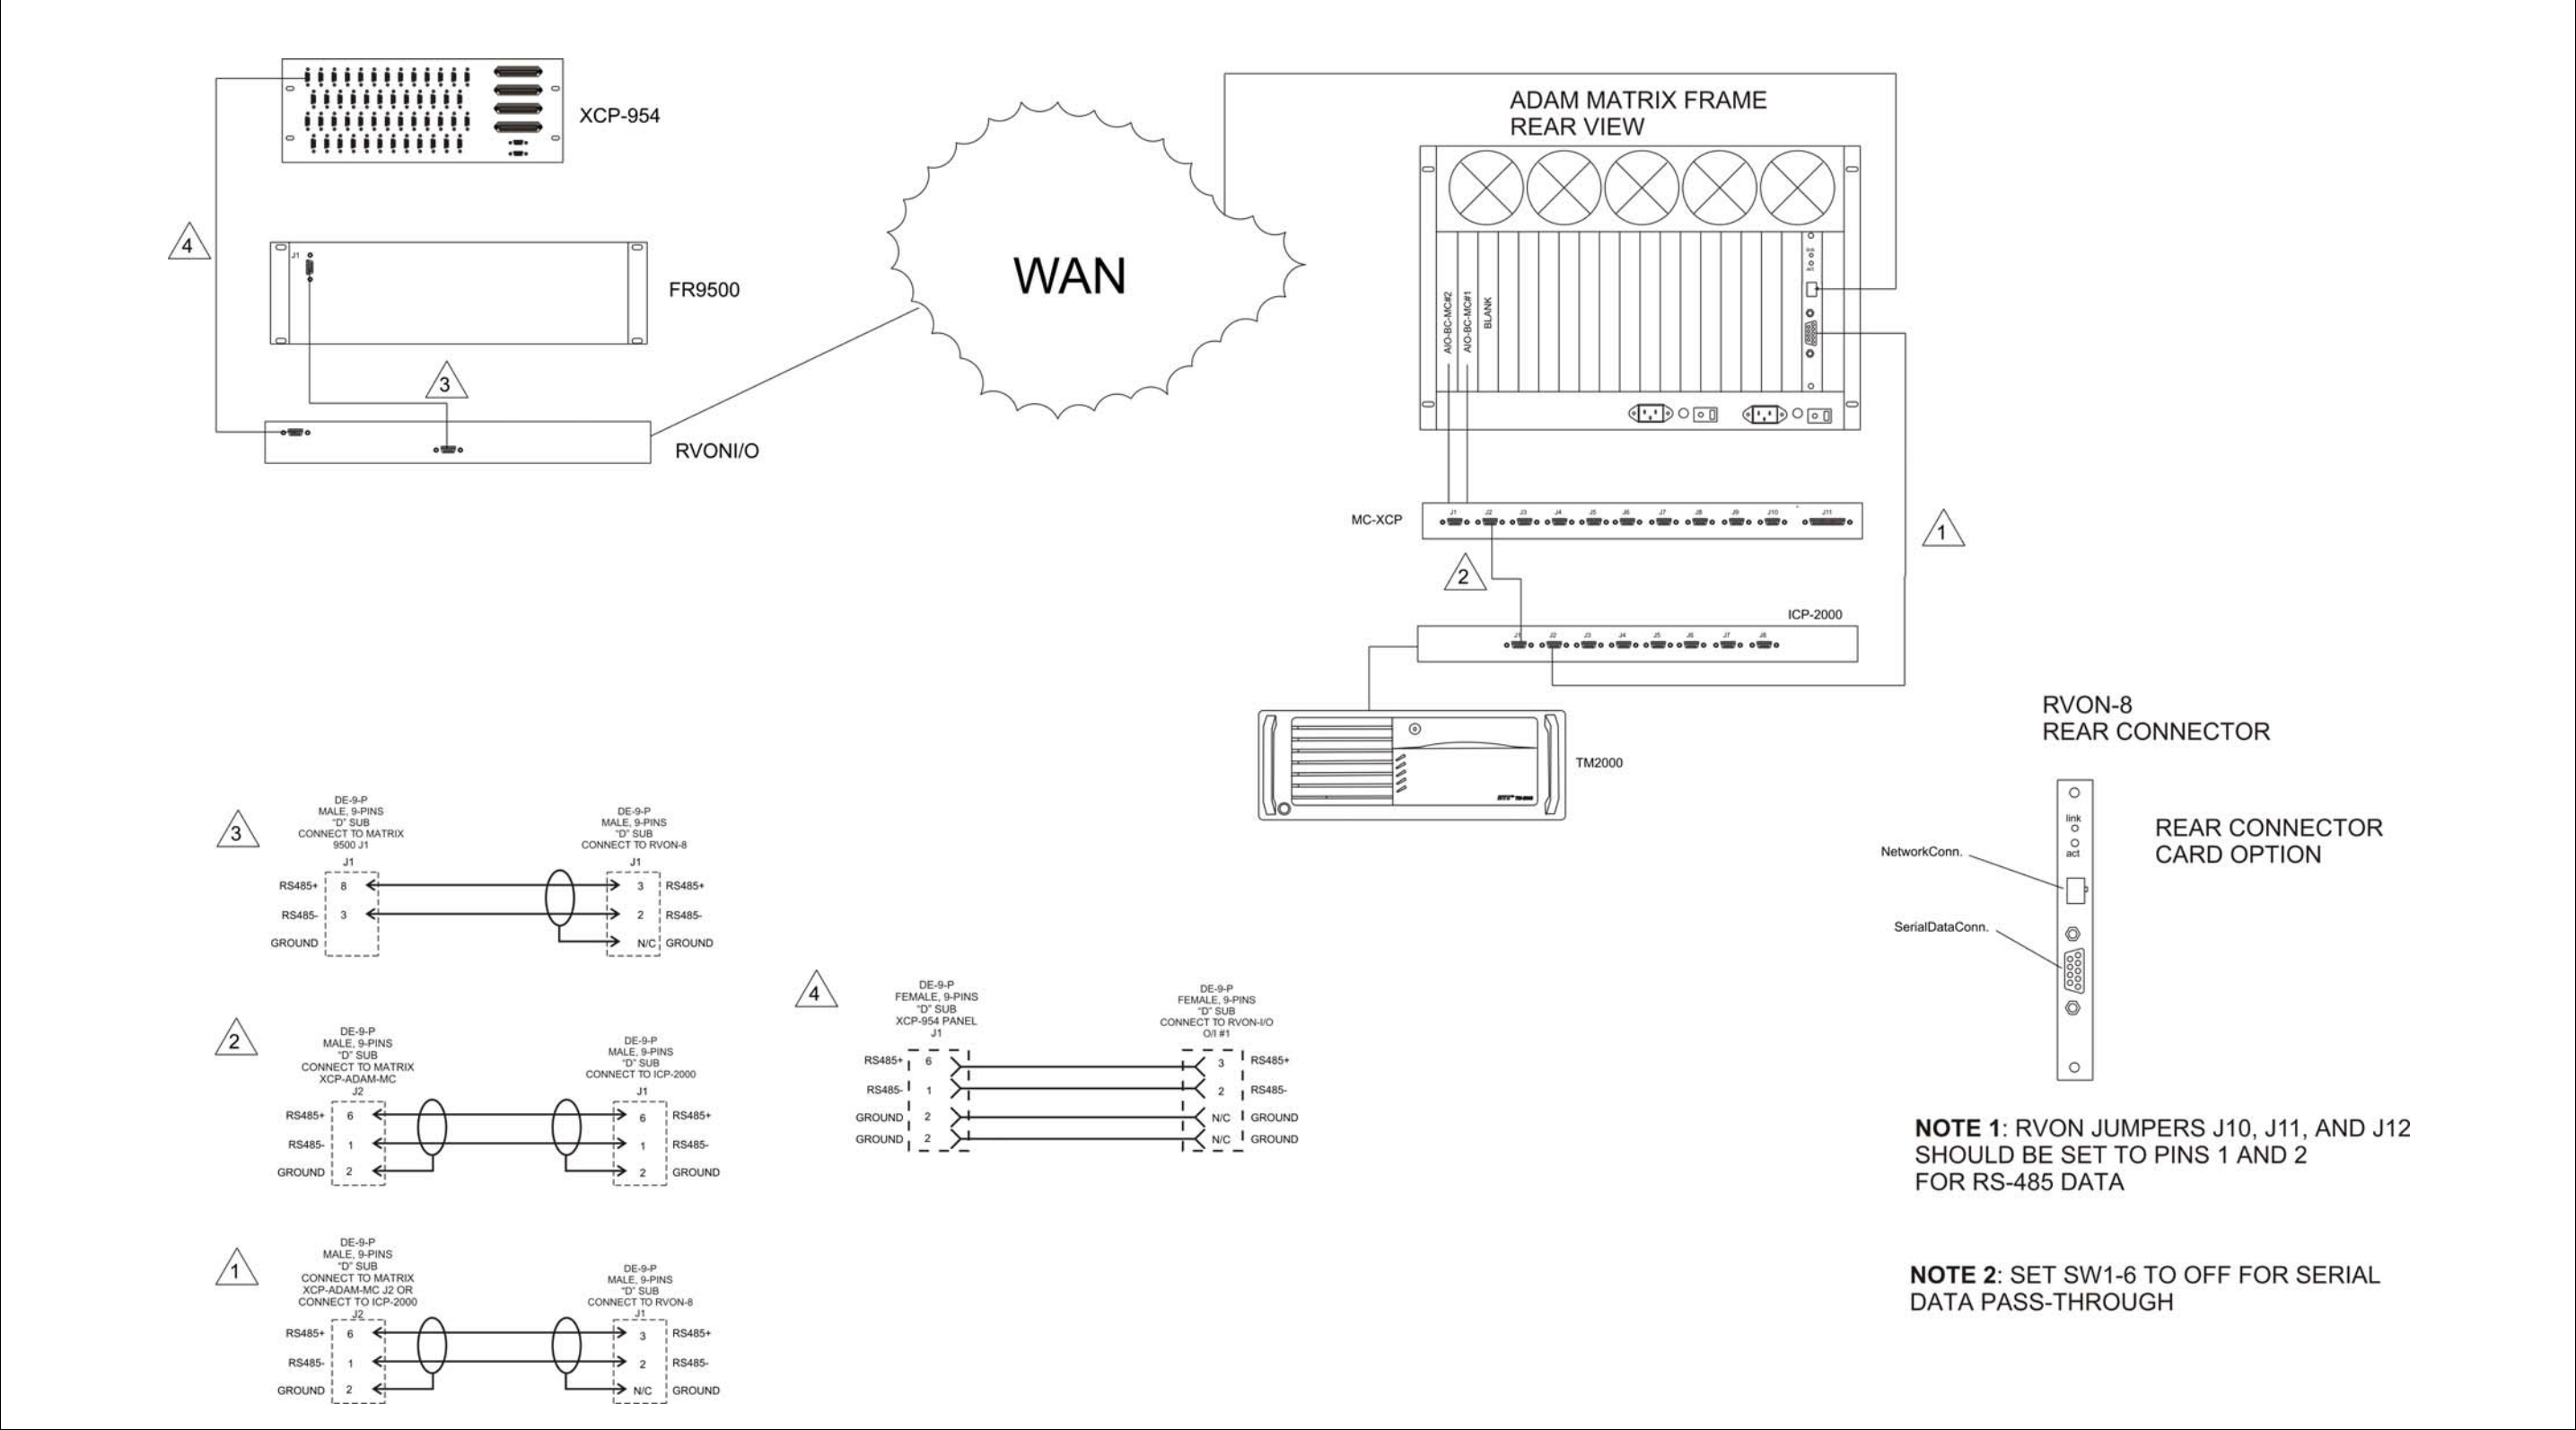 XCP-954
4
J1
FR9500
3
RVONI/O
WAN
ADAM MATRIX FRAME
REAR VIEW
AIO-BC-MC#2
AIO-BC-MC#1
BLANK
MC-XCP
J1 J2 J3 J4 J5 J6 J7 J8 J9 J10 J11
1
2
ICP-2000
J1 J2 J3 J4 J5 J6 J7 J8
TM2000
RVON-8
REAR CONNECTOR
link
act
NetworkConn.
SerialDataConn.
REAR CONNECTOR
CARD OPTION
3
DE-9-P
MALE, 9-PINS
"D" SUB
CONNECT TO MATRIX
9500 J1
J1
DE-9-P
MALE, 9-PINS
"D" SUB
CONNECT TO RVON-8
J1
RS485+ 8 3 RS485+
RS485- 3 2 RS485-
GROUND N/C GROUND
2
DE-9-P
MALE, 9-PINS
"D" SUB
CONNECT TO MATRIX
XCP-ADAM-MC
J2
DE-9-P
MALE, 9-PINS
"D" SUB
CONNECT TO ICP-2000
J1
RS485+ 6 6 RS485+
RS485- 1 1 RS485-
GROUND 2 2 GROUND
1
DE-9-P
MALE, 9-PINS
"D" SUB
CONNECT TO MATRIX
XCP-ADAM-MC J2 OR
CONNECT TO ICP-2000
J2
DE-9-P
MALE, 9-PINS
"D" SUB
CONNECT TO RVON-8
J1
RS485+ 6 3 RS485+
RS485- 1 2 RS485-
GROUND 2 N/C GROUND
4
DE-9-P
FEMALE, 9-PINS
"D" SUB
XCP-954 PANEL
J1
DE-9-P
FEMALE, 9-PINS
"D" SUB
CONNECT TO RVON-I/O
O/I #1
RS485+ 6 3 RS485+
RS485- 1 2 RS485-
GROUND 2 N/C GROUND
GROUND 2 N/C GROUND
NOTE 1: RVON JUMPERS J10, J11, AND J12
SHOULD BE SET TO PINS 1 AND 2
FOR RS-485 DATA
NOTE 2: SET SW1-6 TO OFF FOR SERIAL
DATA PASS-THROUGH